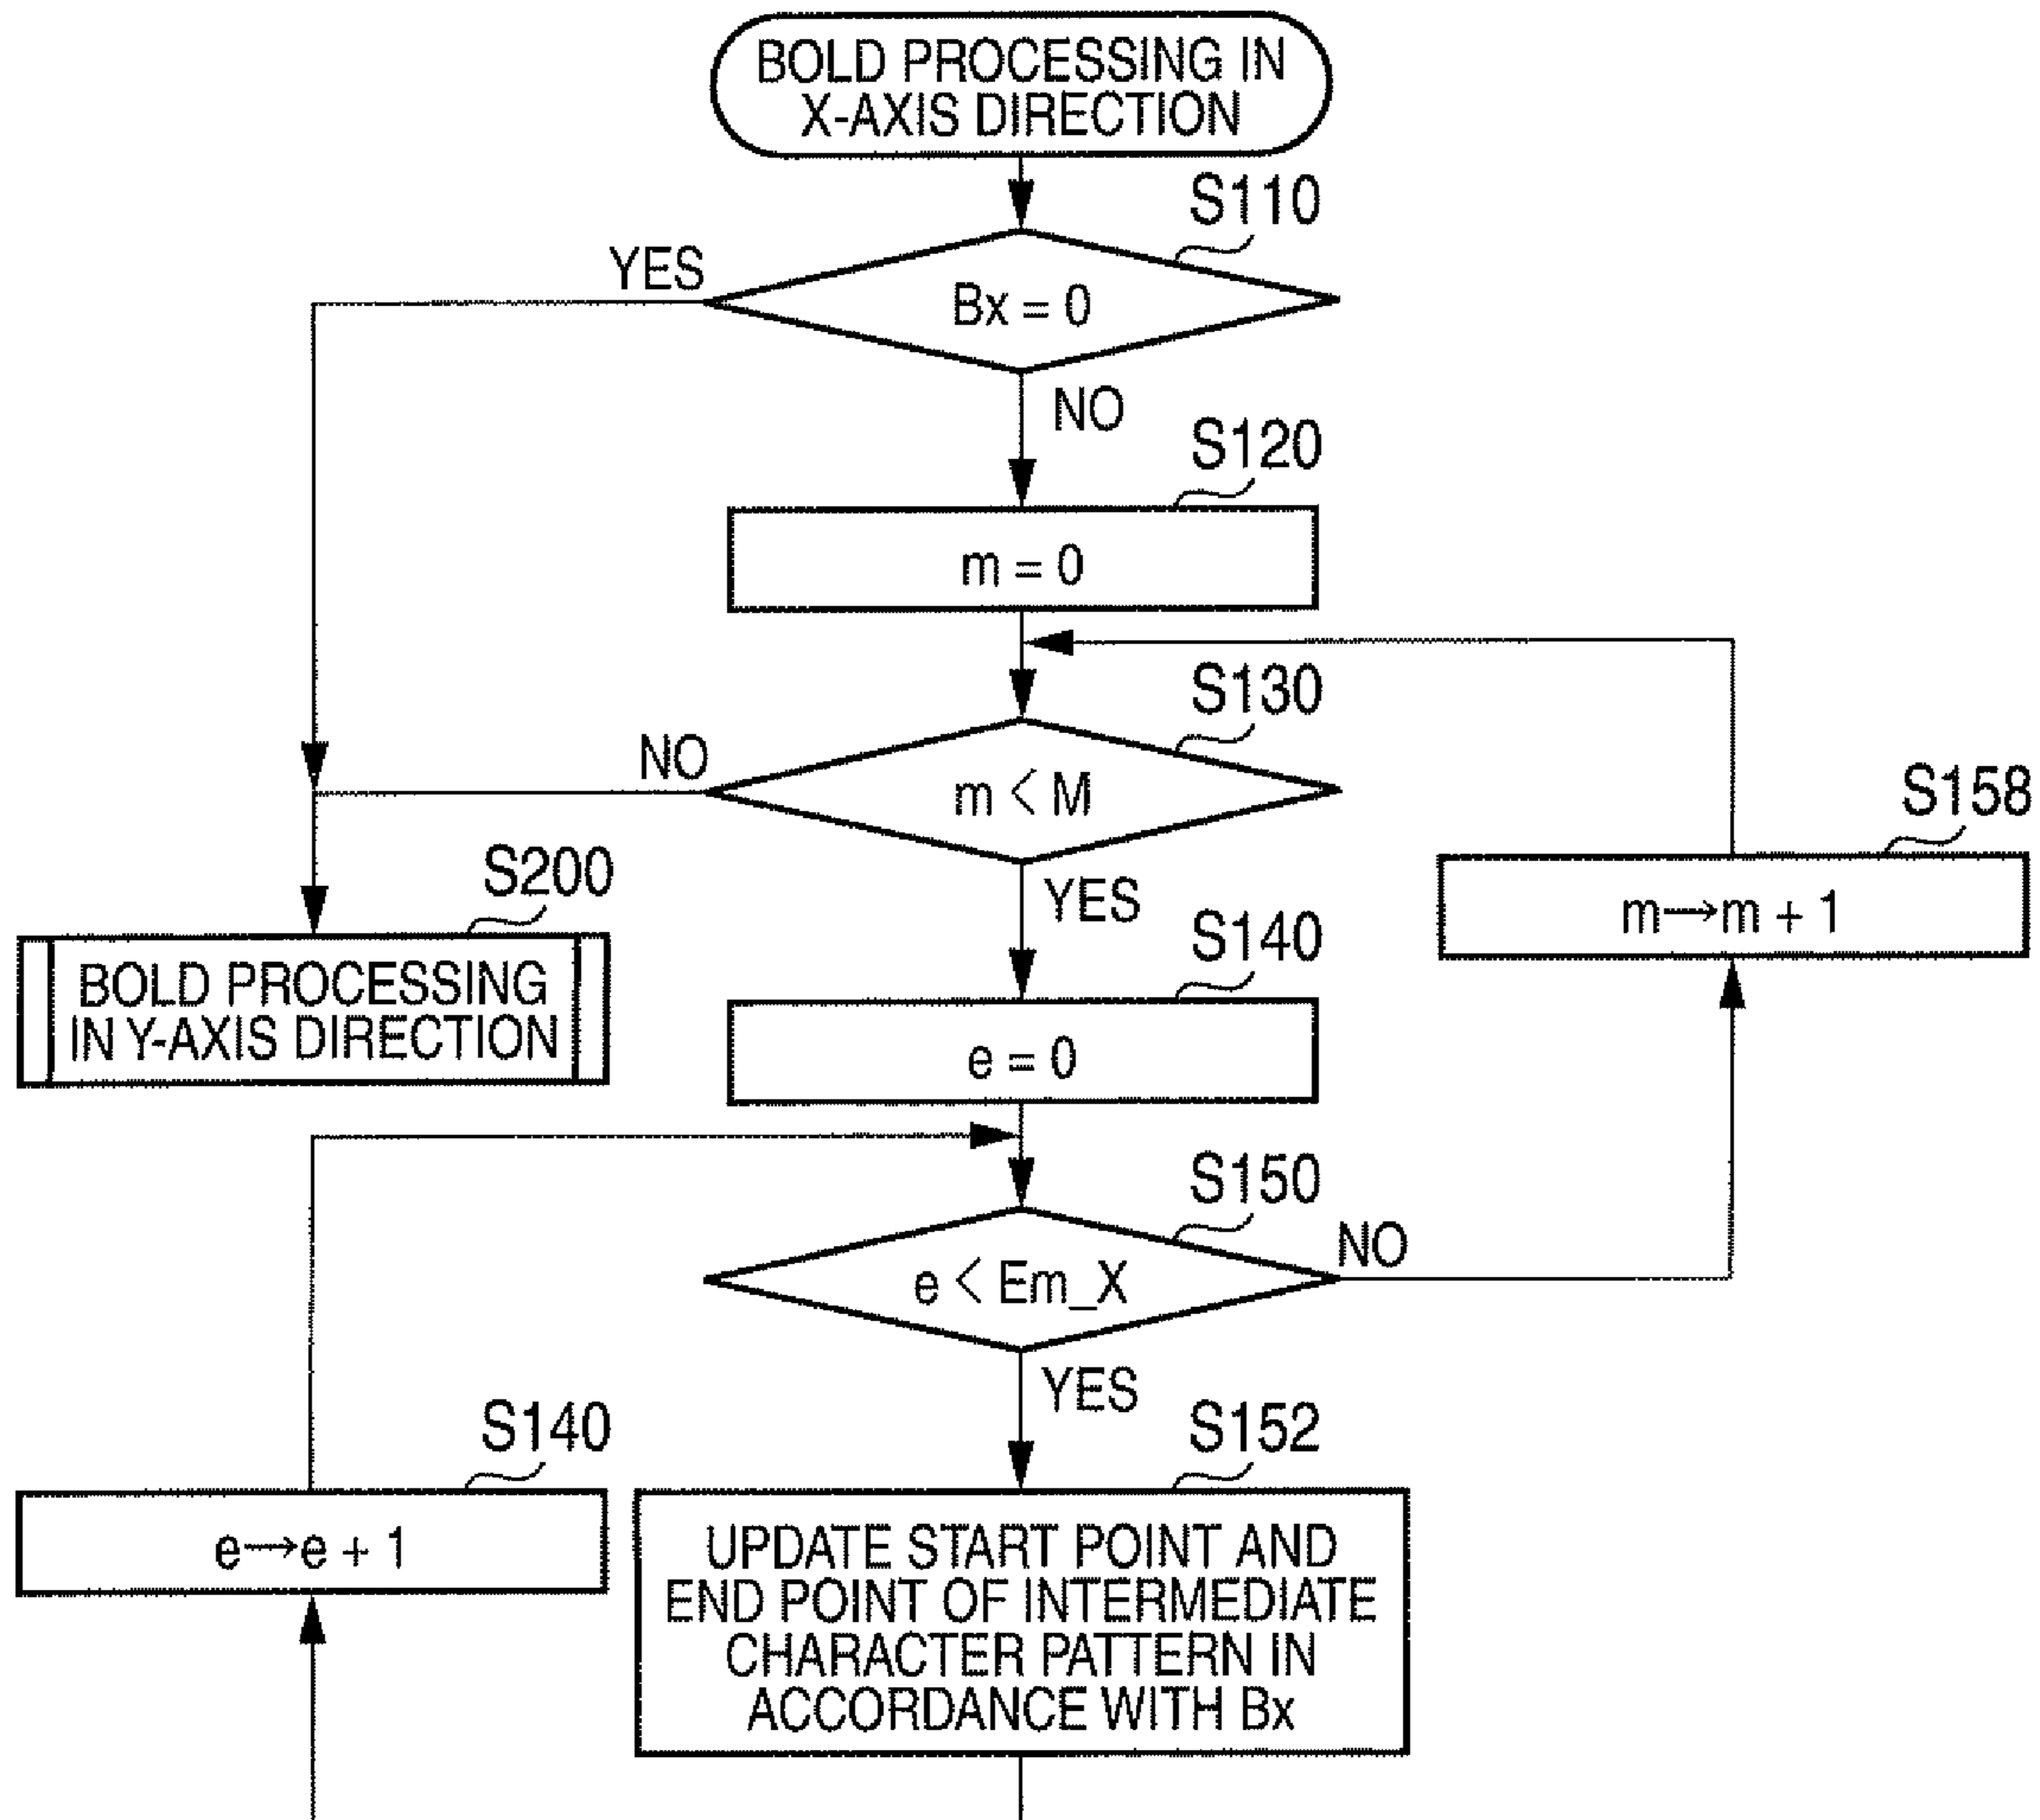 BOLD PROCESSING IN
X-AXIS DIRECTION
S110
YES
Bx = 0
NO
S120
m = 0
S130
NO
m < M
S158
YES
m→m + 1
S200
BOLD PROCESSING
IN Y-AXIS DIRECTION
S140
e = 0
S150
NO
e < Em_X
YES
S140
e→e + 1
S152
UPDATE START POINT AND
END POINT OF INTERMEDIATE
CHARACTER PATTERN IN
ACCORDANCE WITH Bx